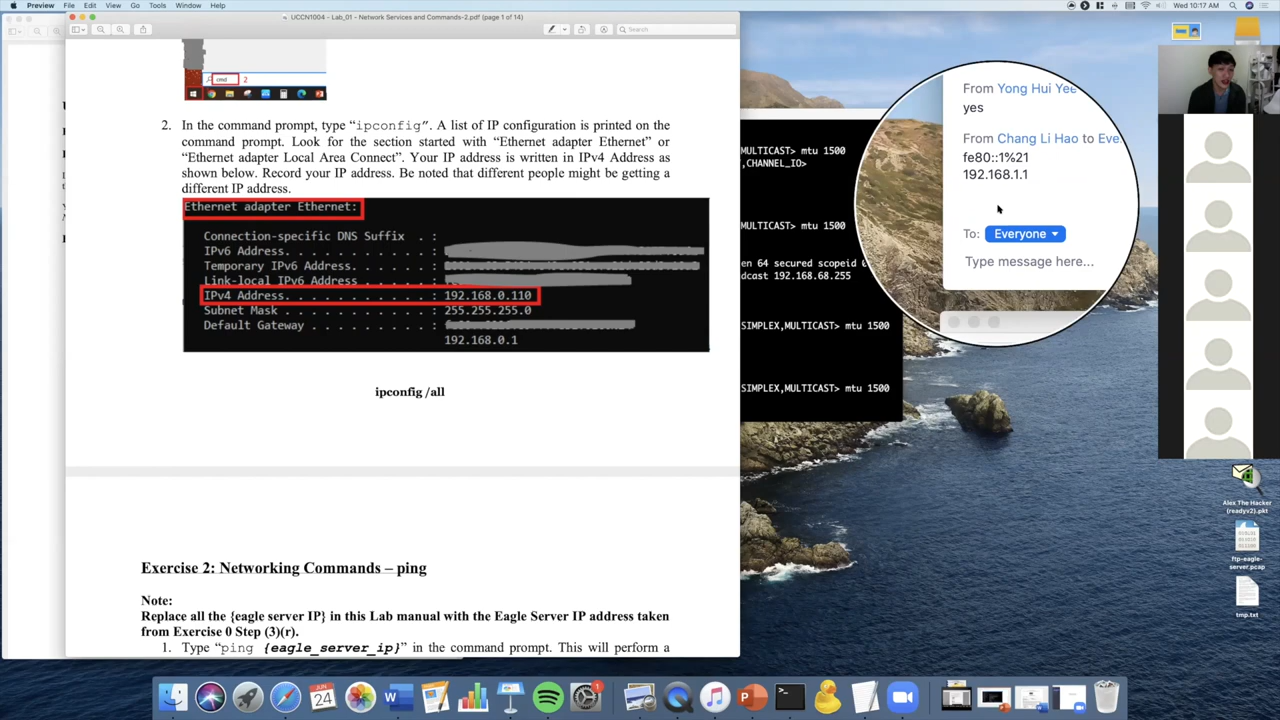 Preview File Edit View Go Tools Window Help
Wed 10:17 AM
UCCN1004 – Lab_01 - Network Services and Commands-2.pdf (page 1 of 14)
Search
cmd 2
2. In the command prompt, type “ipconfig”. A list of IP configuration is printed on the
command prompt. Look for the section started with “Ethernet adapter Ethernet” or
“Ethernet adapter Local Area Connect”. Your IP address is written in IPv4 Address as
shown below. Record your IP address. Be noted that different people might be getting a
different IP address.
Ethernet adapter Ethernet:
Connection-specific DNS Suffix . :
IPv6 Address. . . . . . . . . . . :
Temporary IPv6 Address. . . . . . :
Link-local IPv6 Address . . . . . :
IPv4 Address. . . . . . . . . . . : 192.168.0.110
Subnet Mask . . . . . . . . . . . : 255.255.255.0
Default Gateway . . . . . . . . . :
192.168.0.1
ipconfig /all
Exercise 2: Networking Commands – ping
Note:
Replace all the {eagle server IP} in this Lab manual with the Eagle Server IP address taken
from Exercise 0 Step (3)(r).
1. Type “ping {eagle_server_ip}” in the command prompt. This will perform a
MULTICAST> mtu 1500
,CHANNEL_IO>
MULTICAST> mtu 1500
en 64 secured scopeid
dcast 192.168.68.255
SIMPLEX,MULTICAST> mtu 1500
SIMPLEX,MULTICAST> mtu 1500
From Yong Hui Yee
yes
From Chang Li Hao to Eve
fe80::1%21
192.168.1.1
To: Everyone
Type message here...
Alex The Hacker
(readyv2).pkt
ftp-eagle-
server.pcap
tmp.txt
JUN
24
1